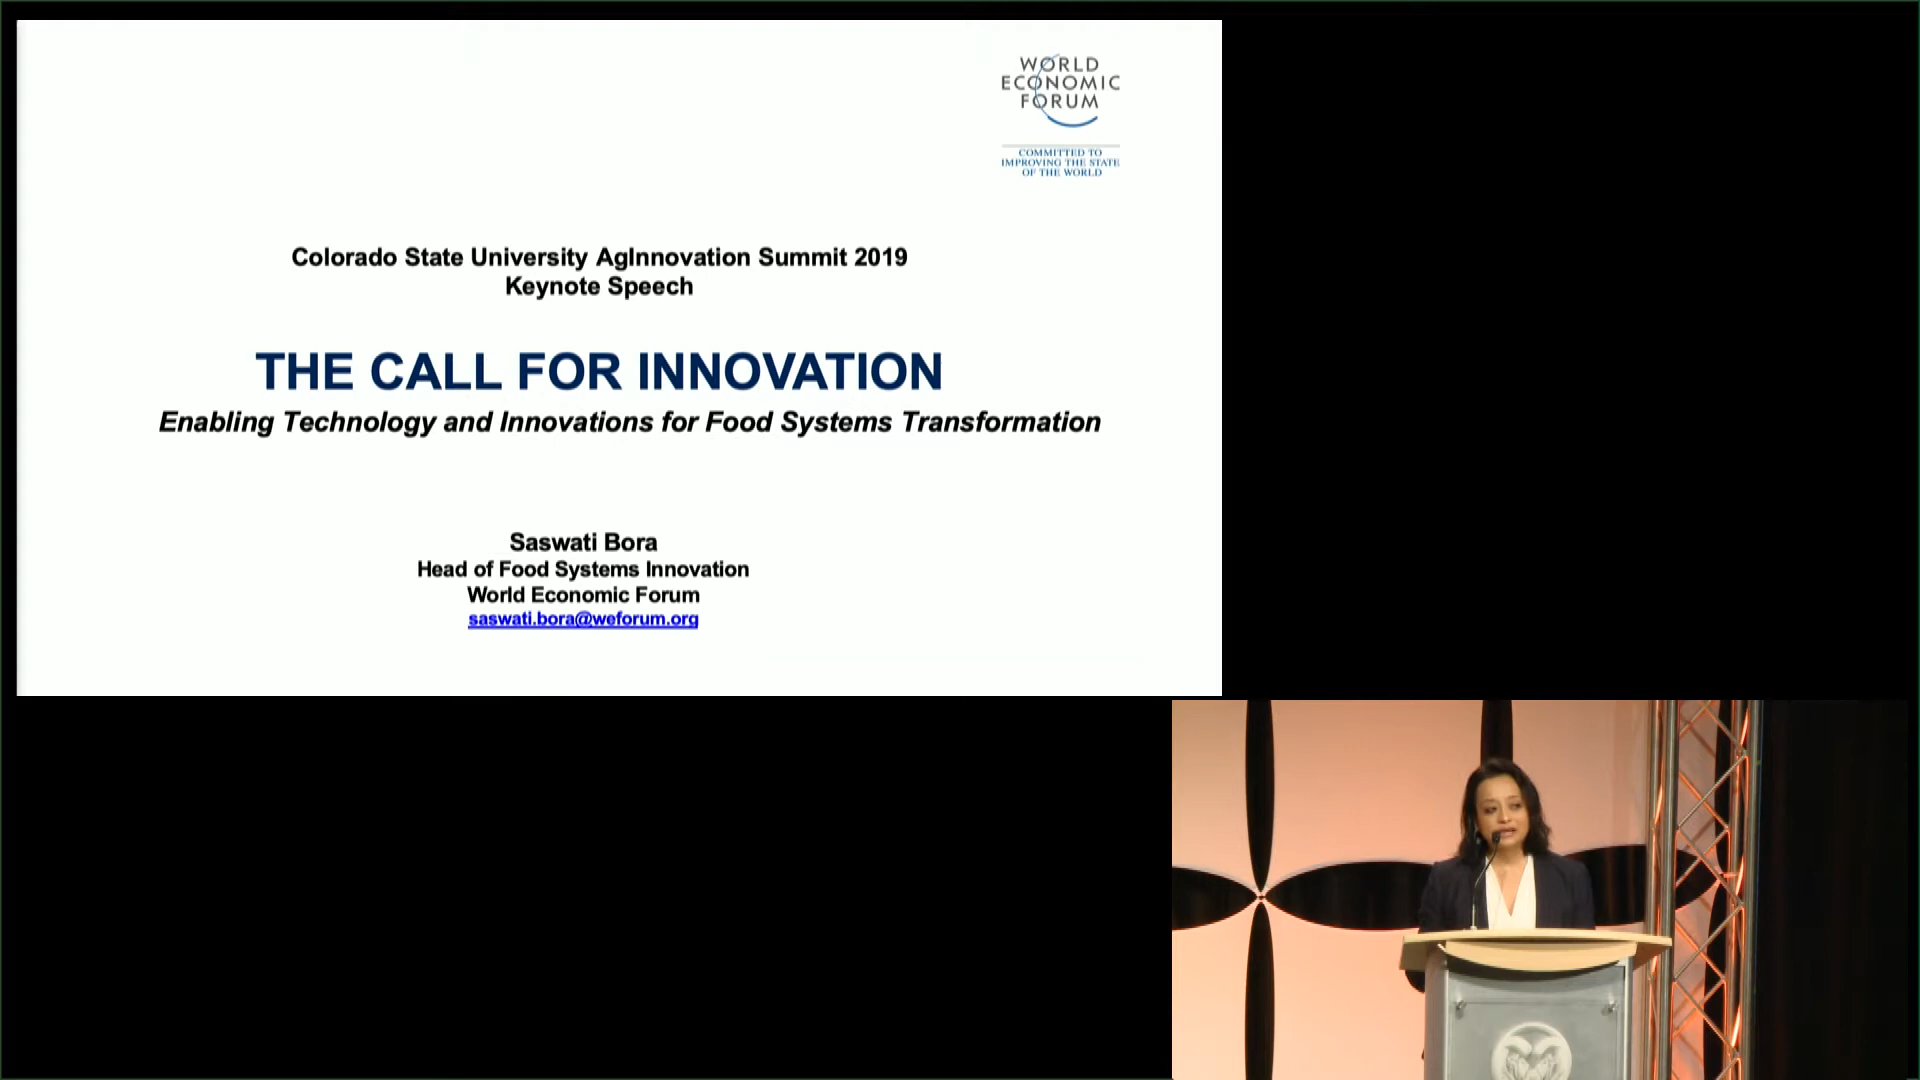 WORLD
ECONOMIC
FORUM
COMMITTED TO
IMPROVING THE STATE
OF THE WORLD
Colorado State University AgInnovation Summit 2019
Keynote Speech
THE CALL FOR INNOVATION
Enabling Technology and Innovations for Food Systems Transformation
Saswati Bora
Head of Food Systems Innovation
World Economic Forum
saswati.bora@weforum.org